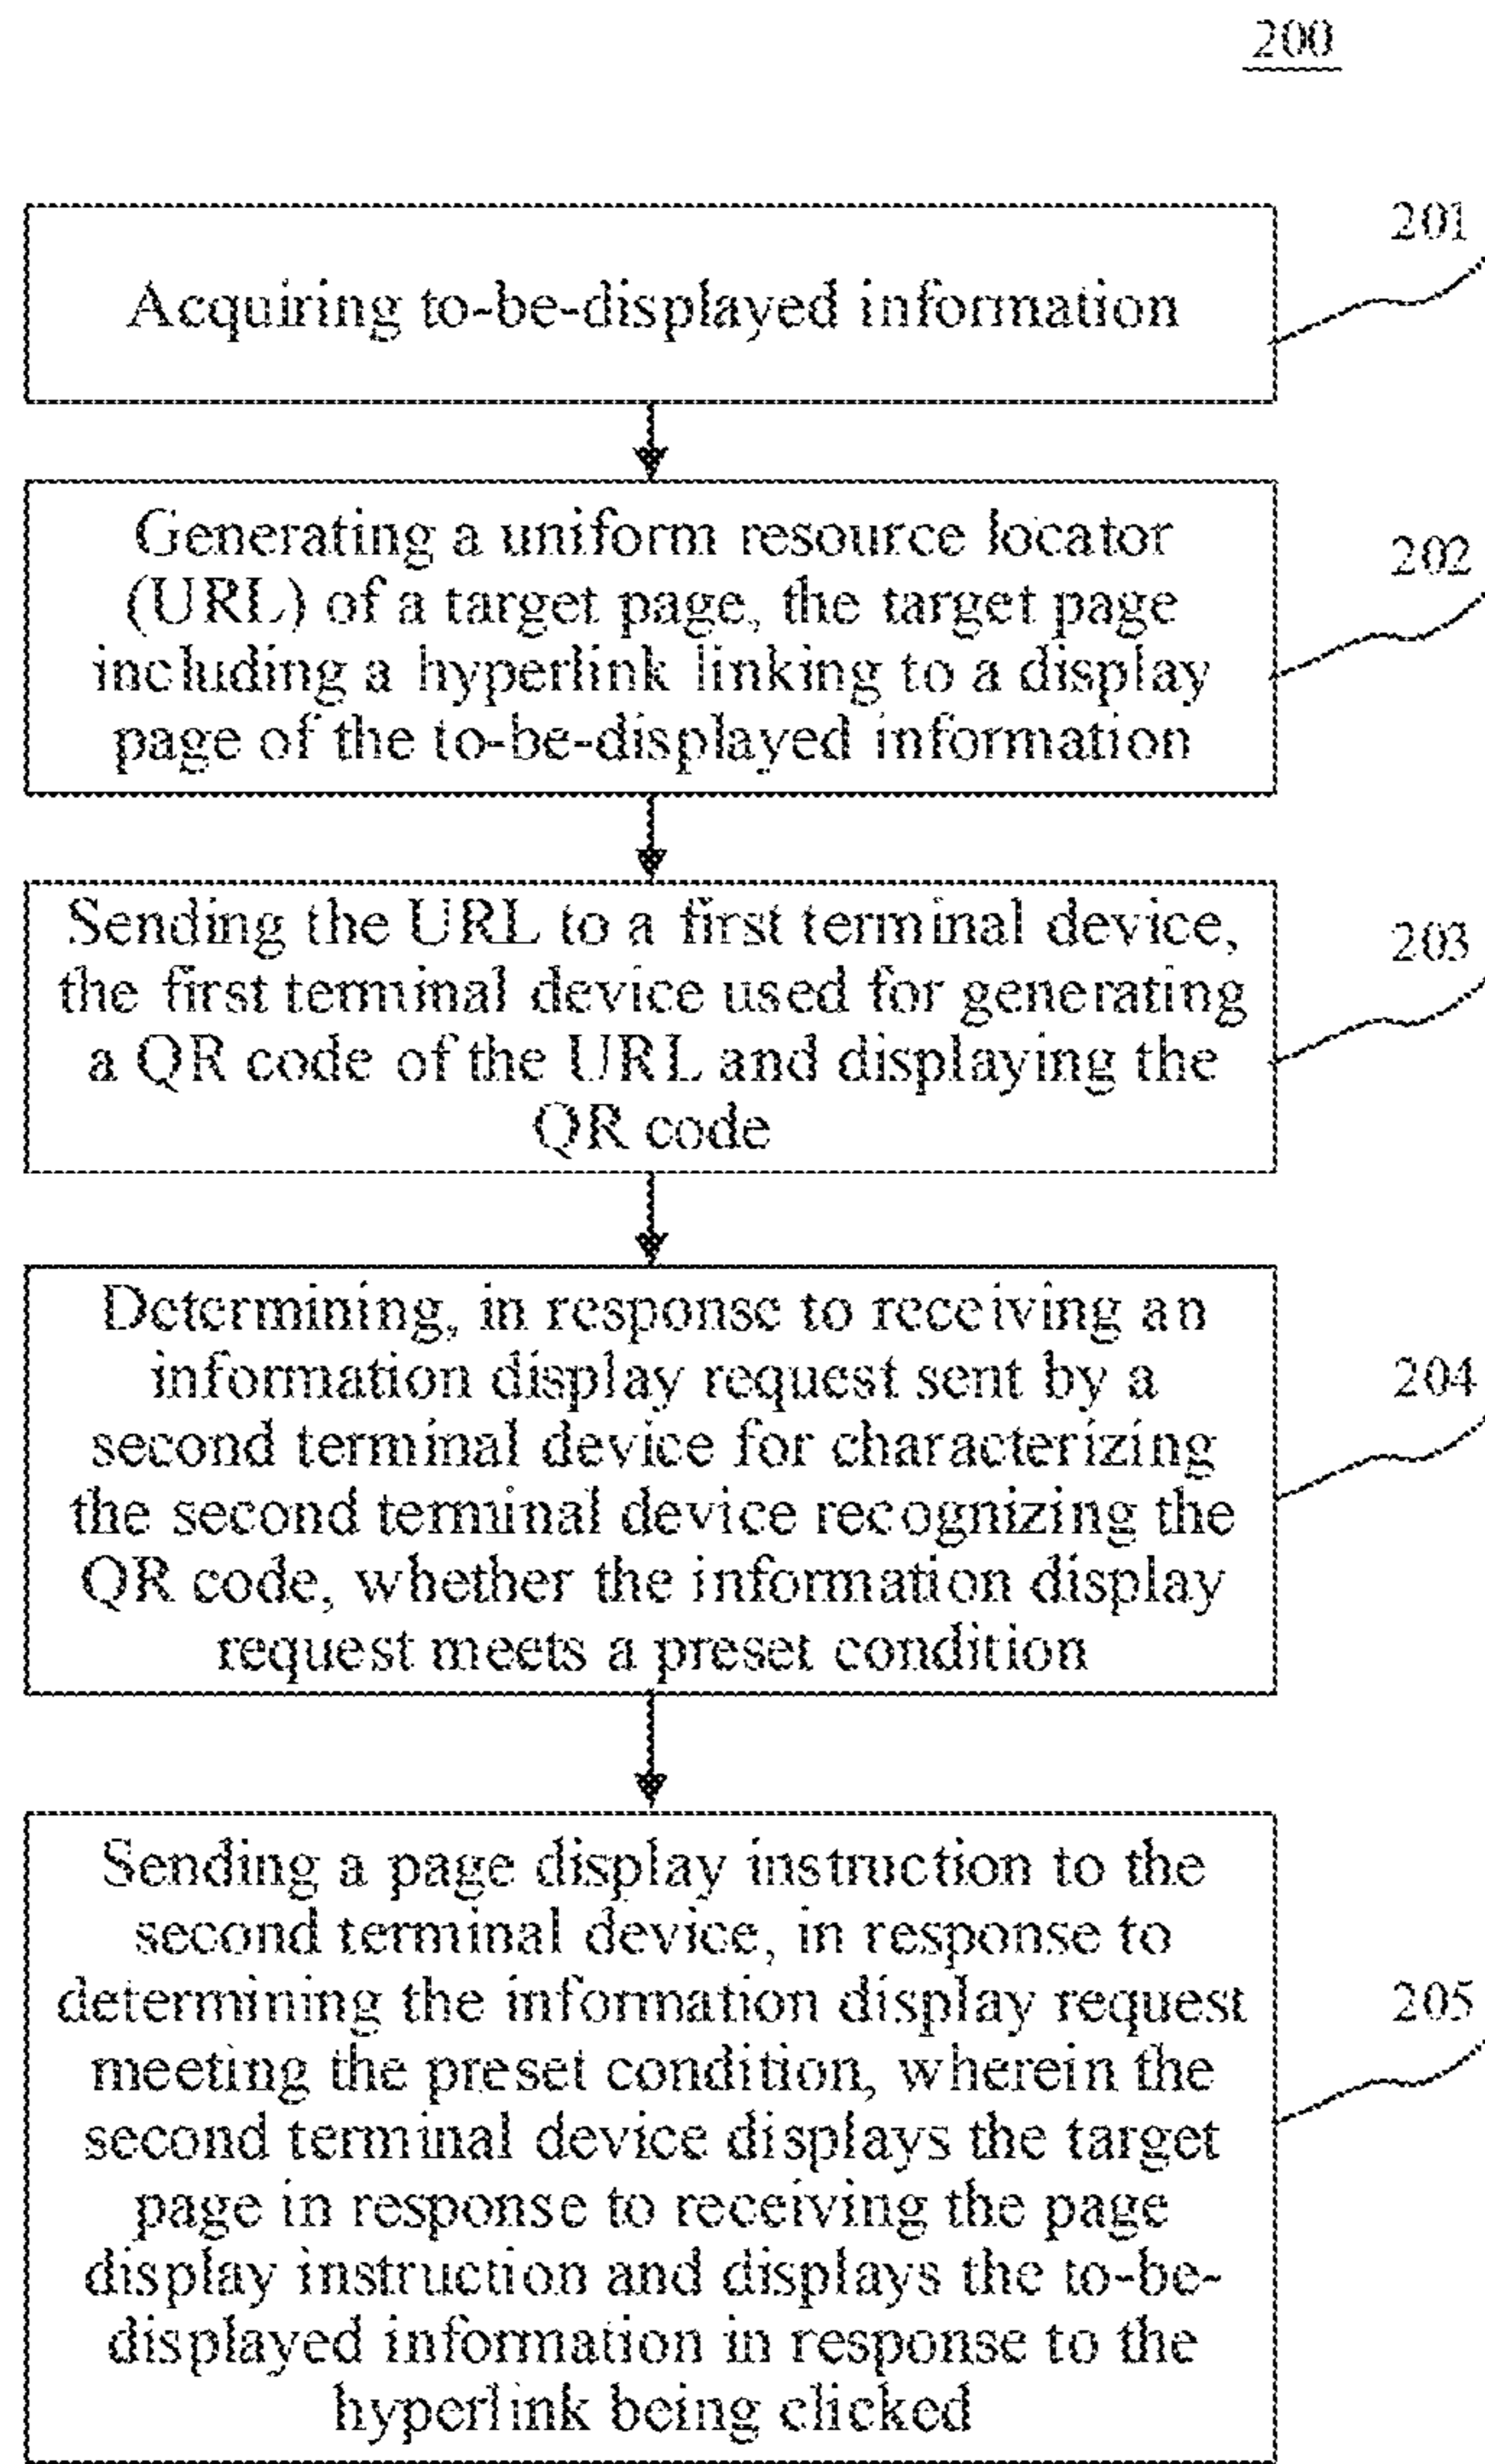 200
201
Acquiring to-be-displayed information
Generating a uniform resource locator
202
(URL) of a target page, the target page
including a hyperlink linking to a display
page of the to-be-displayed information
Sending the URL to a first terminal device,
203
the first terminal device used for generating
a QR code of the URL and displaying the
QR code
Determining, in response to receiving an
information display request sent by a
204
second terminal device for characterizing
the second terminal device recognizing the
QR code, whether the information display
request meets a preset condition
Sending a page display instruction to the
second terminal device, in response to
determining the information display request
205
meeting the preset condition, wherein the
second terminal device displays the target
page in response to receiving the page
display instruction and displays the to-be-
displayed information in response to the
hyperlink being clicked